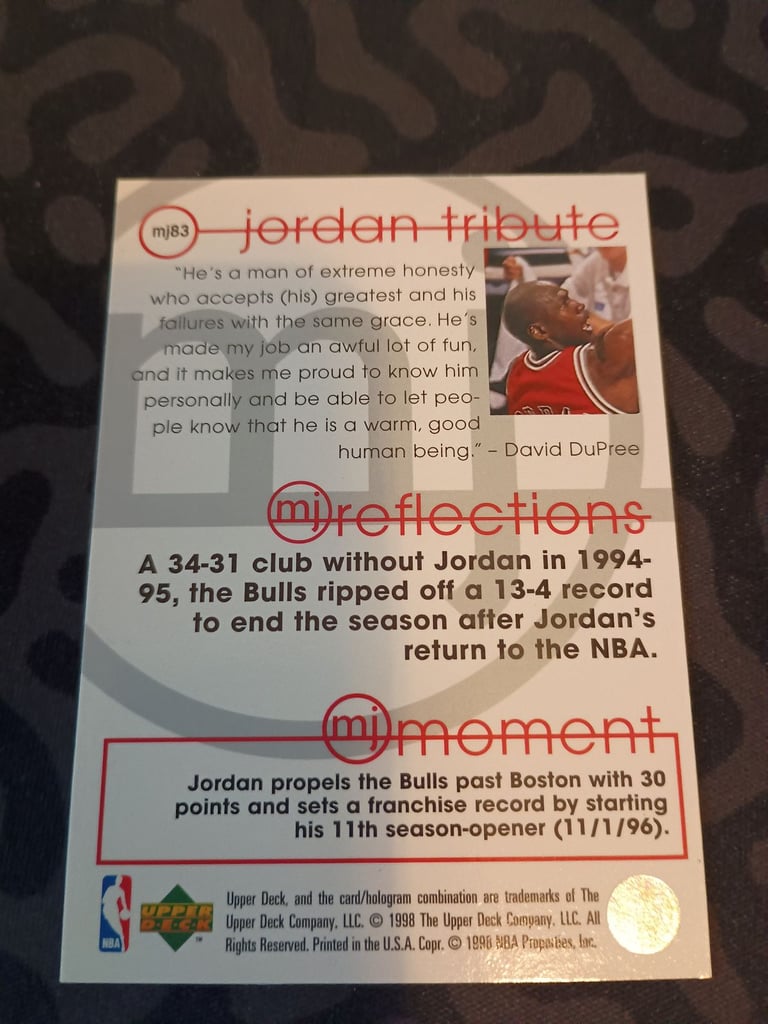 mj83 jordan tribute
"He's a man of extreme honesty
who accepts (his) greatest and his
failures with the same grace. He's
made my job an awful lot of fun,
and it makes me proud to know him
personally and be able to let peo-
ple know that he is a warm, good
human being." – David DuPree
mj reflections
A 34-31 club without Jordan in 1994-
95, the Bulls ripped off a 13-4 record
to end the season after Jordan's
return to the NBA.
mj moment
Jordan propels the Bulls past Boston with 30
points and sets a franchise record by starting
his 11th season-opener (11/1/96).
NBA
UPPER
DECK
TM
Upper Deck, and the card/hologram combination are trademarks of The
Upper Deck Company, LLC. © 1998 The Upper Deck Company, LLC. All
Rights Reserved. Printed in the U.S.A. Copr. © 1998 NBA Properties, Inc.